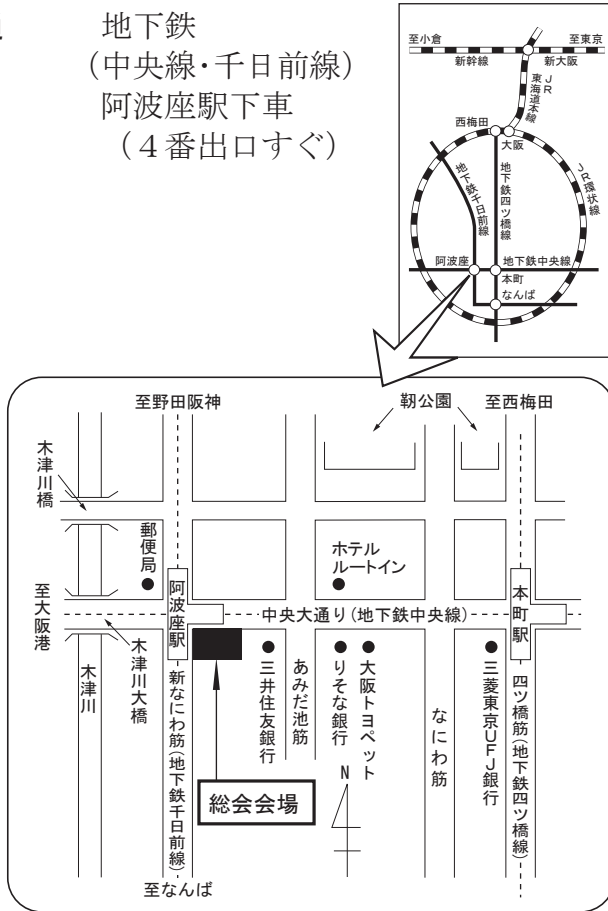 地下鉄
(中央線・千日前線)
阿波座駅下車
(4番出口すぐ)
至小倉
至東京
新幹線
新大阪
JR
東海道本線
西梅田
大阪
地下鉄千日前線
地下鉄四ツ橋線
JR環状線
阿波座
地下鉄中央線
本町
なんば
至野田阪神
靭公園
至西梅田
木津川橋
郵便局
ホテル
ルートイン
至大阪港
阿波座駅
中央大通り(地下鉄中央線)
本町駅
木津川
木津川大橋
新なにわ筋(地下鉄千日前線)
三井住友銀行
あみだ池筋
りそな銀行
大阪トヨペット
なにわ筋
三菱東京UFJ銀行
四ツ橋筋(地下鉄四ツ橋線)
N
総会会場
至なんば